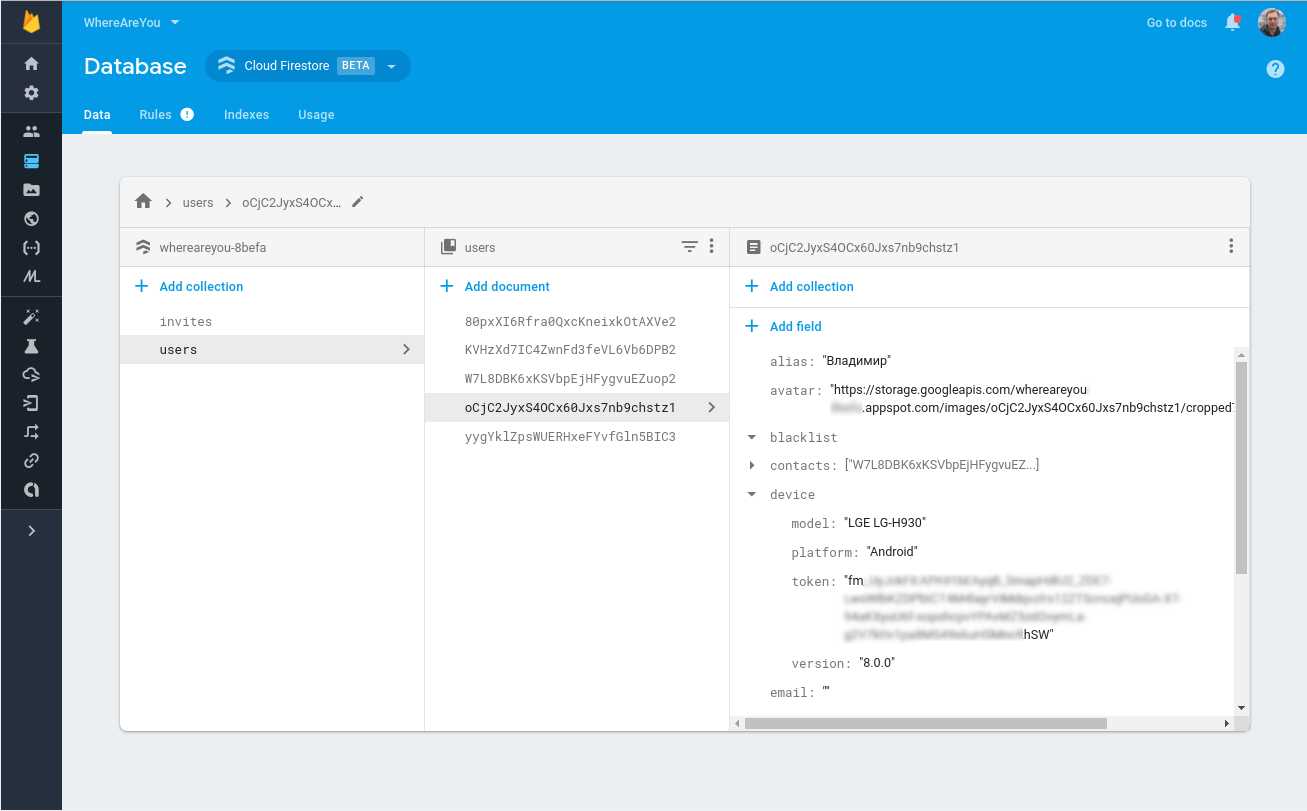 WhereAreYou
Go to docs
Database
Cloud Firestore BETA
Data Rules Indexes Usage
users oCjC2JyxS4OCx…
whereareyou-8befa
Add collection
invites
users
users
Add document
80pxXI6Rfra0QxcKneixkOtAXVe2
KVHzXd7IC4ZwnFd3feVL6Vb6DPB2
W7L8DBK6xKSVbpEjHFygvuEZuop2
oCjC2JyxS4OCx60Jxs7nb9chstz1
yygYklZpsWUERHxeFYvfGln5BIC3
oCjC2JyxS4OCx60Jxs7nb9chstz1
Add collection
Add field
alias: "Владимир"
avatar: "https://storage.googleapis.com/whereareyou
.appspot.com/images/oCjC2JyxS4OCx60Jxs7nb9chstz1/cropped
blacklist
contacts: ["W7L8DBK6xKSVbpEjHFygvuEZ...]
device
model: "LGE LG-H930"
platform: "Android"
token: "fm
hSW"
version: "8.0.0"
email: ""